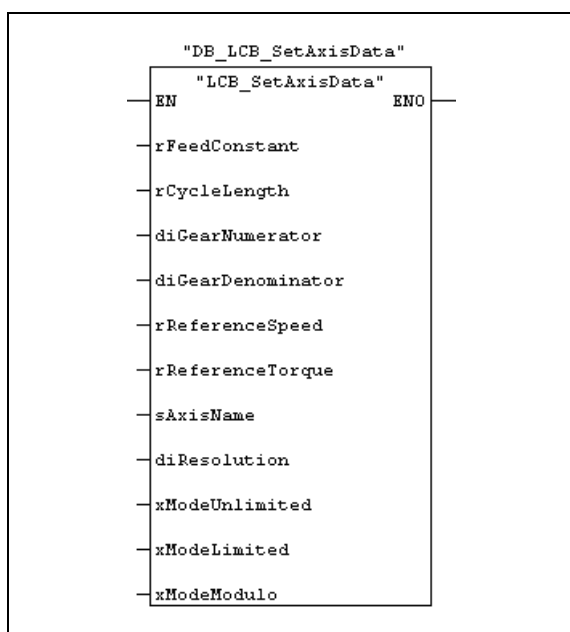 "DB_LCB_SetAxisData"
"LCB_SetAxisData"
EN ENO
rFeedConstant
rCycleLength
diGearNumerator
diGearDenominator
rReferenceSpeed
rReferenceTorque
sAxisName
diResolution
xModeUnlimited
xModeLimited
xModeModulo